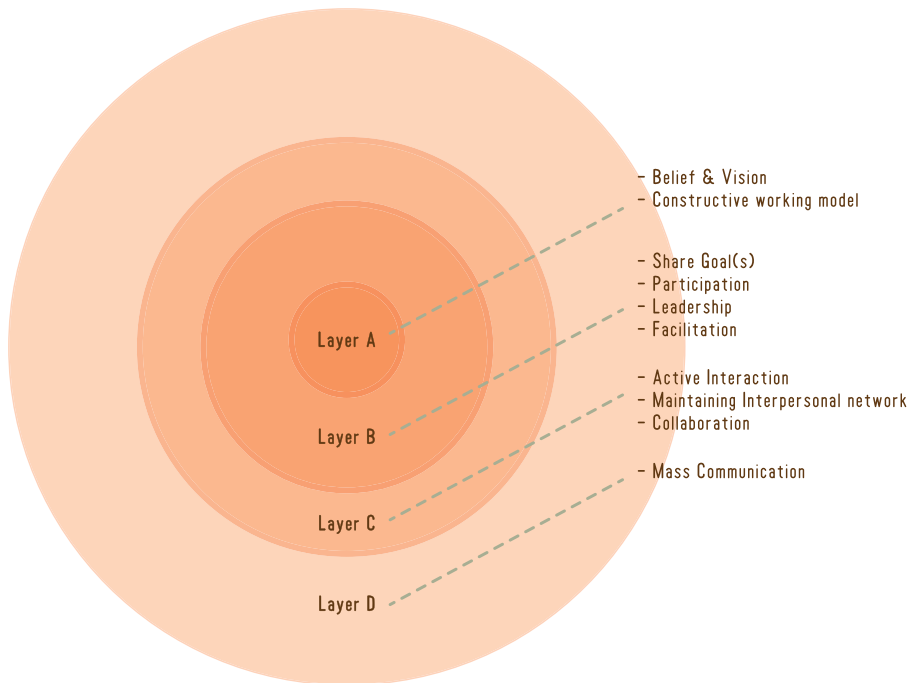 - Belief & Vision
- Constructive working model
- Share Goal(s)
- Participation
- Leadership
- Facilitation
Layer A
- Active Interaction
- Maintaining Interpersonal network
- Collaboration
Layer B
- Mass Communication
Layer C
Layer D